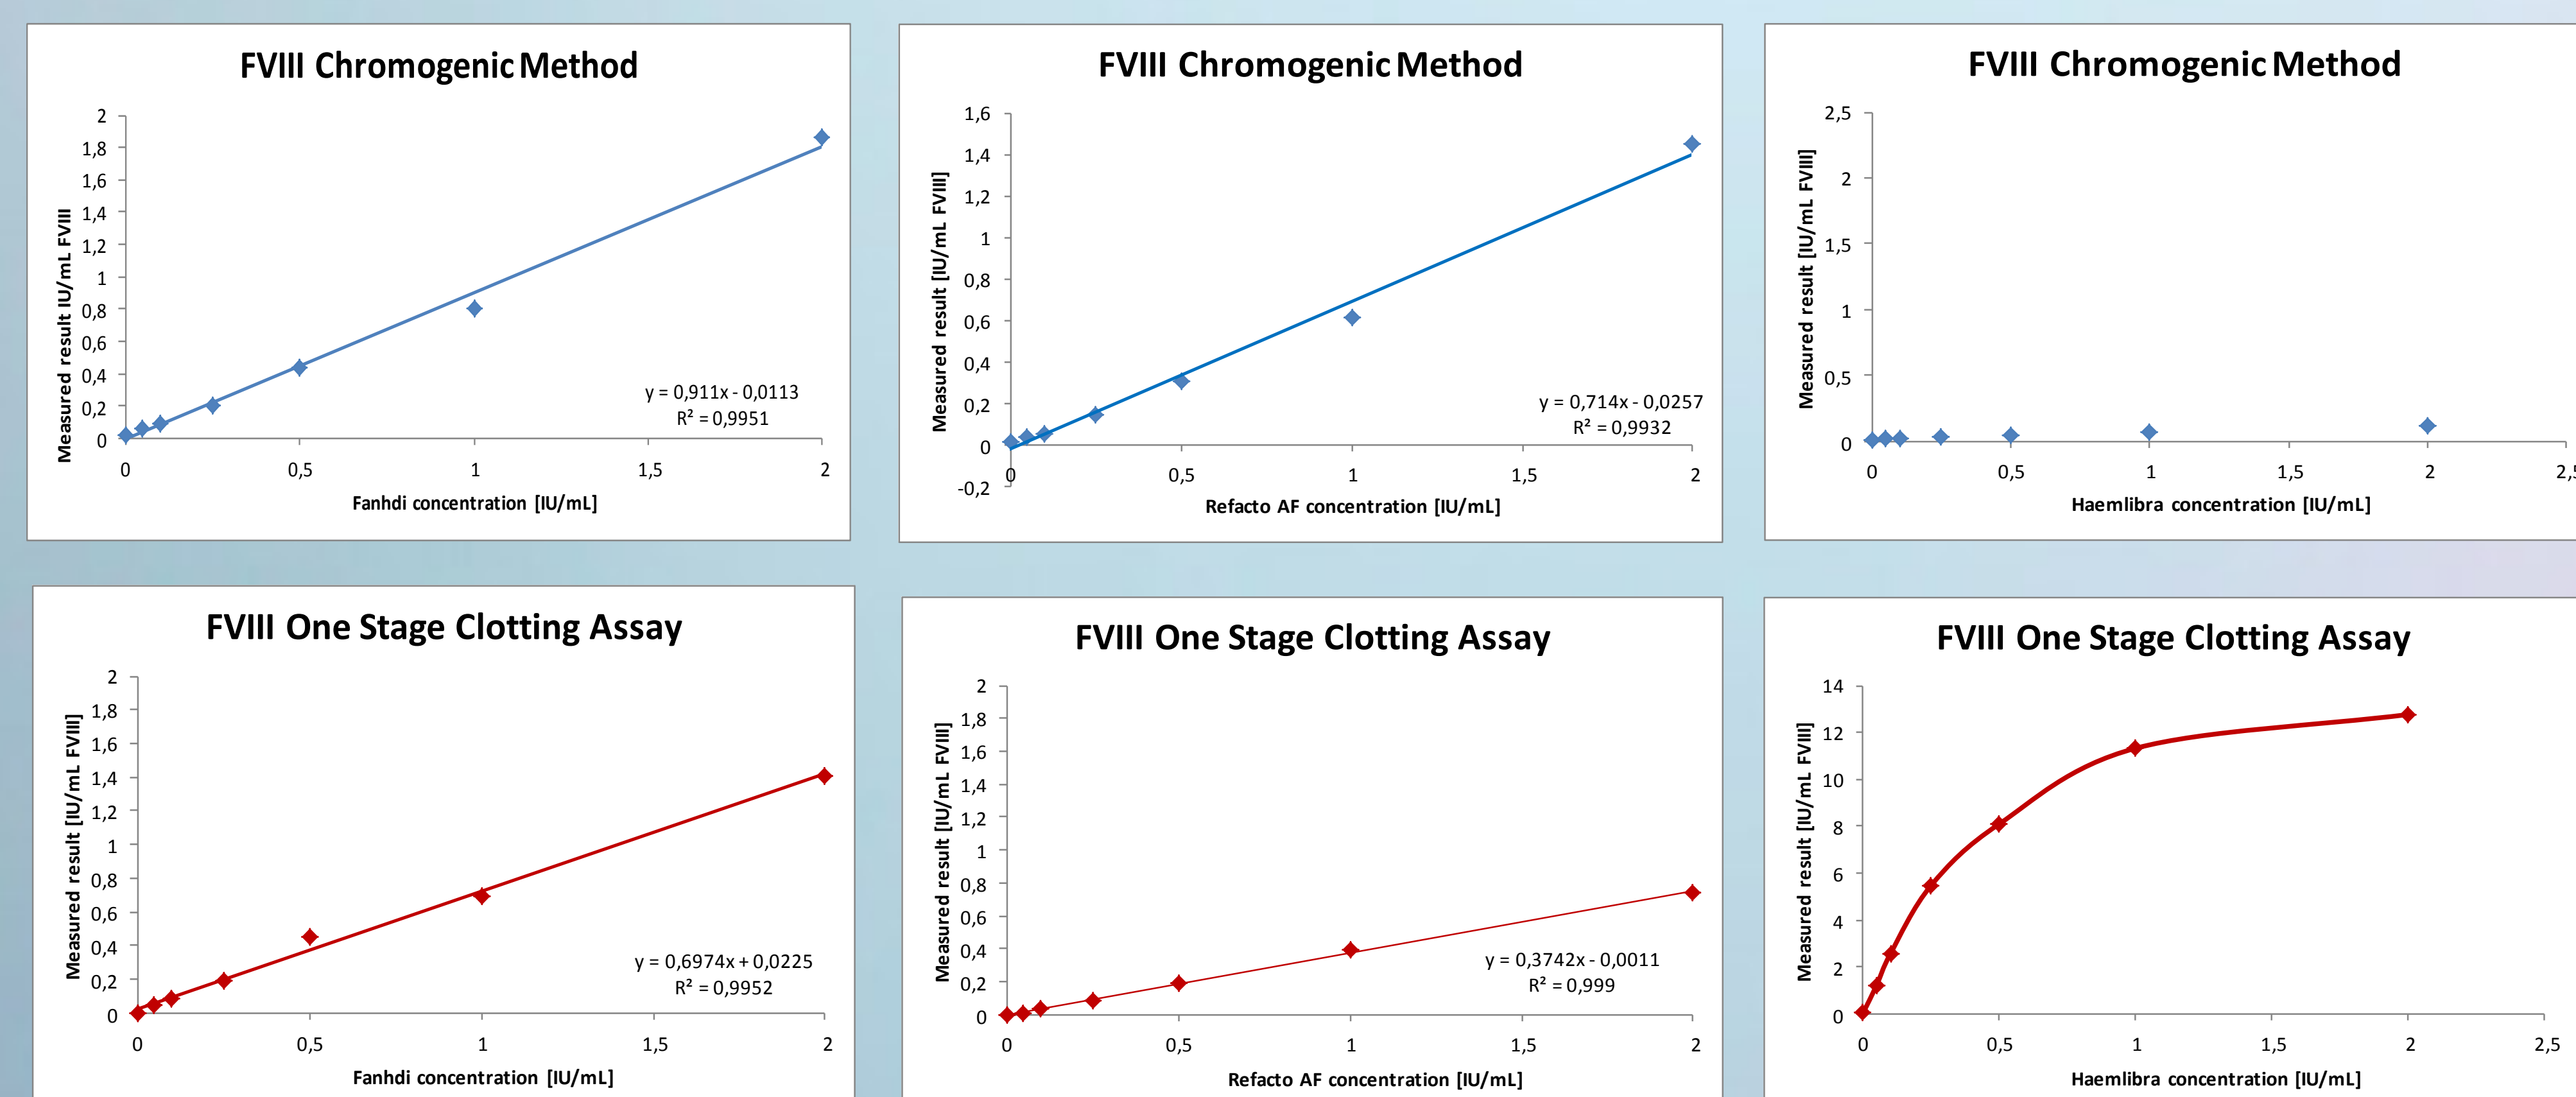 FVIII Chromogenic Method
Measured result IU/mL FVIII
2
1,8
1,6
1,4
1,2
1
0,8
0,6
0,4
0,2
0
y = 0,911x - 0,0113
R² = 0,9951
0 0,5 1 1,5 2
Fanhdi concentration [IU/mL]
FVIII Chromogenic Method
Measured result [IU/mL FVIII]
1,6
1,4
1,2
1
0,8
0,6
0,4
0,2
0
-0,2
y = 0,714x - 0,0257
R² = 0,9932
0 0,5 1 1,5 2
Refacto AF concentration [IU/mL]
FVIII Chromogenic Method
Measured result [IU/mL FVIII]
2,5
2
1,5
1
0,5
0
0 0,5 1 1,5 2 2,5
Haemlibra concentration [IU/mL]
FVIII One Stage Clotting Assay
Measured result [IU/mL FVIII]
2
1,8
1,6
1,4
1,2
1
0,8
0,6
0,4
0,2
0
y = 0,6974x + 0,0225
R² = 0,9952
0 0,5 1 1,5 2
Fanhdi concentration [IU/mL]
FVIII One Stage Clotting Assay
Measured result [IU/mL FVIII]
2
1,8
1,6
1,4
1,2
1
0,8
0,6
0,4
0,2
0
y = 0,3742x - 0,0011
R² = 0,999
0 0,5 1 1,5 2
Refacto AF concentration [IU/mL]
FVIII One Stage Clotting Assay
Measured result [IU/mL FVIII]
14
12
10
8
6
4
2
0
0 0,5 1 1,5 2 2,5
Haemlibra concentration [IU/mL]